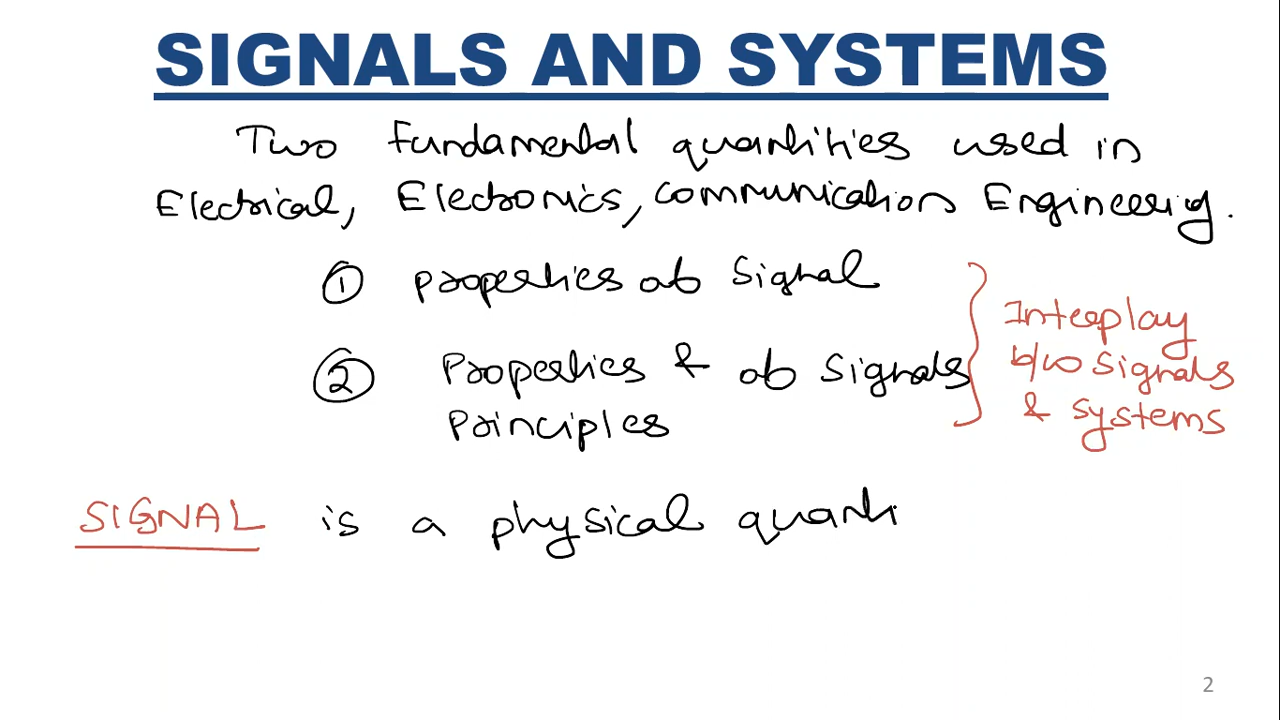 SIGNALS AND SYSTEMS
Two fundamental quantities used in
Electrical, Electronics, communication Engineering.
① properties of Signal
② Properties & of Signals
principles
Interplay
b/w Signals
& systems
SIGNAL is a physical quanti
2